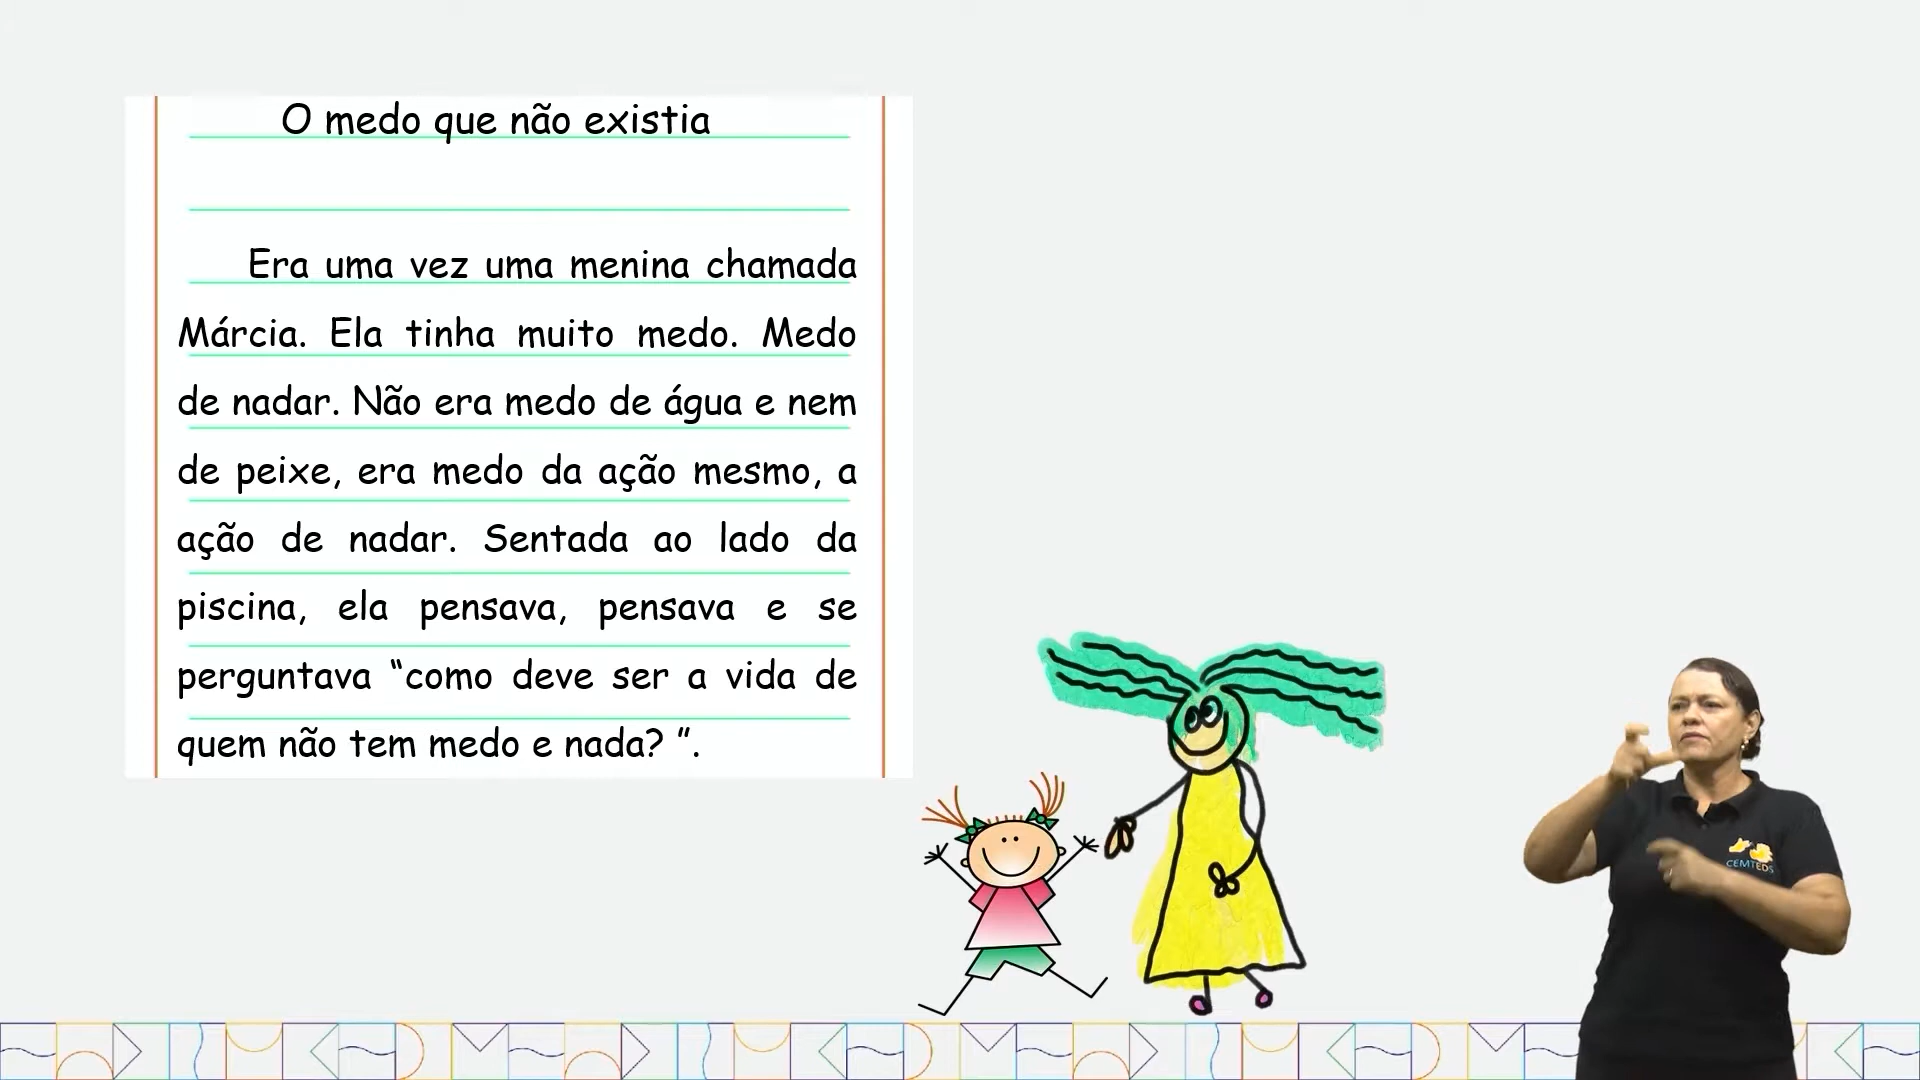 O medo que não existia
Era uma vez uma menina chamada
Márcia. Ela tinha muito medo. Medo
de nadar. Não era medo de água e nem
de peixe, era medo da ação mesmo, a
ação de nadar. Sentada ao lado da
piscina, ela pensava, pensava e se
perguntava “como deve ser a vida de
quem não tem medo e nada? ”.
CEMTEDS